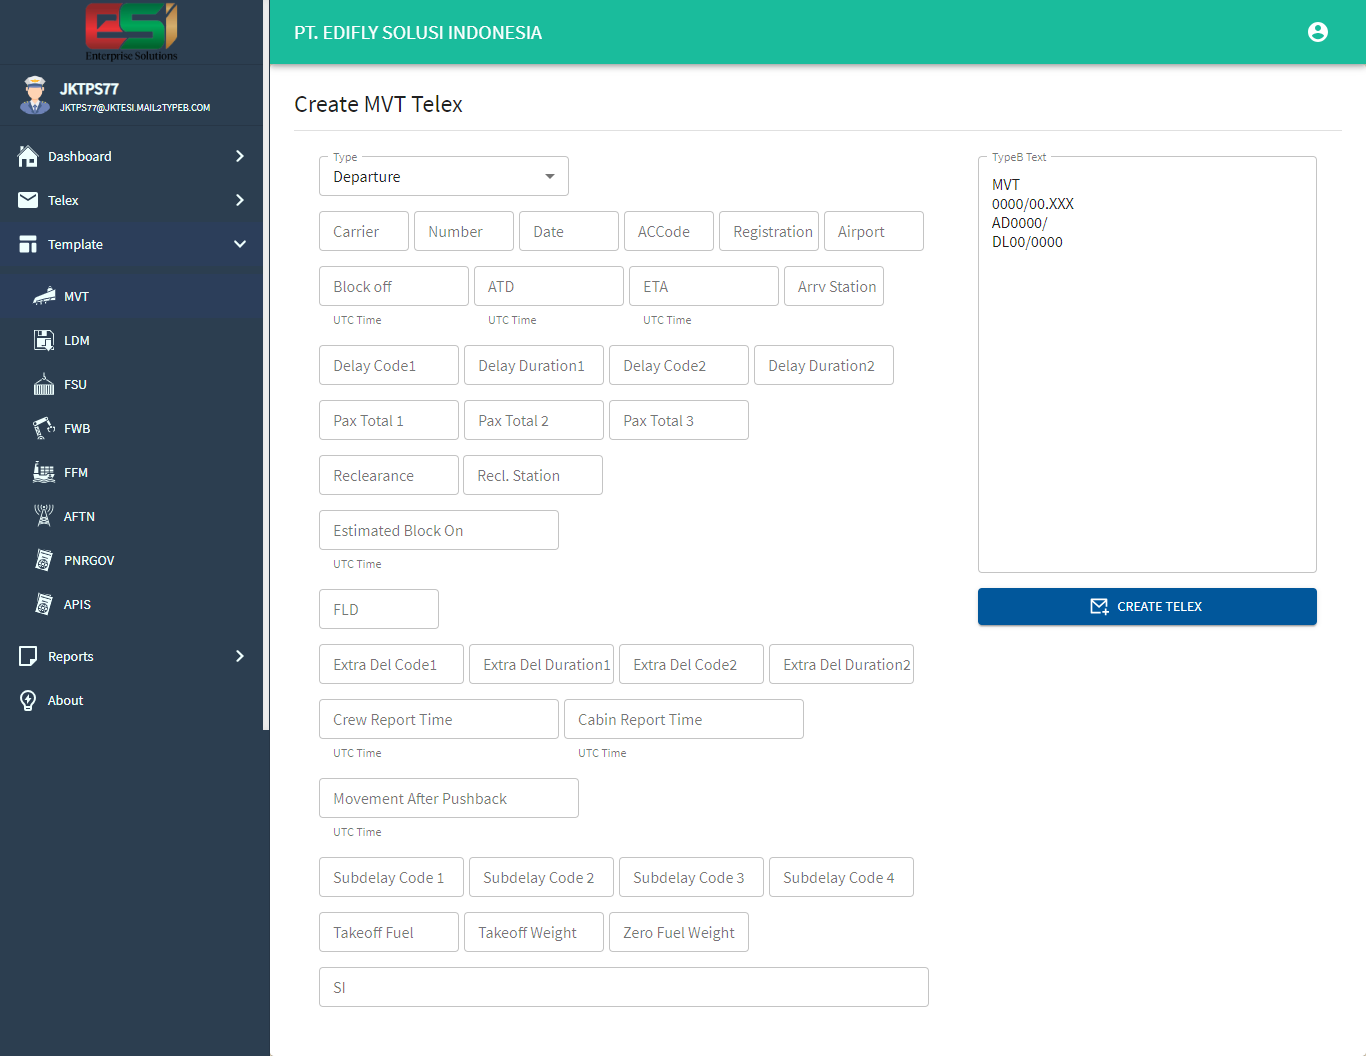 ESI
Enterprise Solutions
JKTPS77
JKTPS77@JKTESI.MAIL2TYPEB.COM
Dashboard
Telex
Template
MVT
LDM
FSU
FWB
FFM
AFTN
PNRGOV
APIS
Reports
About
PT. EDIFLY SOLUSI INDONESIA
Create MVT Telex
Type
Departure
Carrier Number Date ACCode Registration Airport
Block off ATD ETA Arrv Station
UTC Time UTC Time UTC Time
Delay Code1 Delay Duration1 Delay Code2 Delay Duration2
Pax Total 1 Pax Total 2 Pax Total 3
Reclearance Recl. Station
Estimated Block On
UTC Time
FLD
Extra Del Code1 Extra Del Duration1 Extra Del Code2 Extra Del Duration2
Crew Report Time Cabin Report Time
UTC Time UTC Time
Movement After Pushback
UTC Time
Subdelay Code 1 Subdelay Code 2 Subdelay Code 3 Subdelay Code 4
Takeoff Fuel Takeoff Weight Zero Fuel Weight
SI
TypeB Text
MVT
0000/00.XXX
AD0000/
DL00/0000
CREATE TELEX